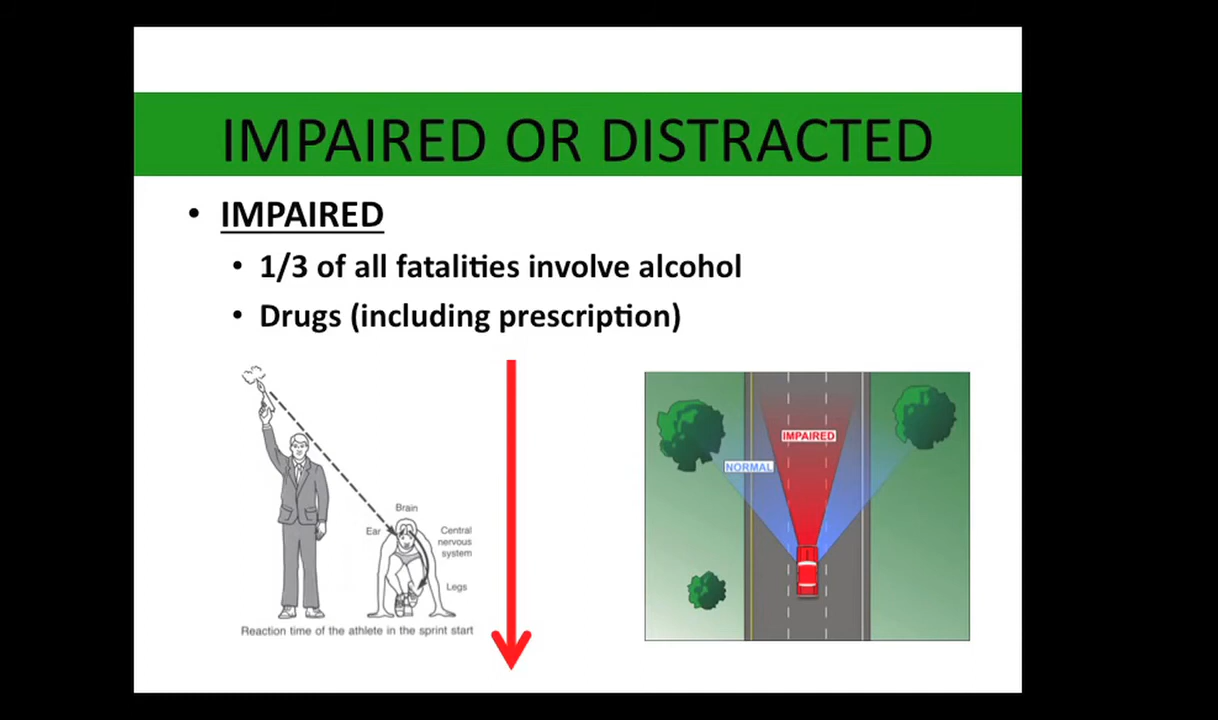 IMPAIRED OR DISTRACTED
• IMPAIRED
• 1/3 of all fatalities involve alcohol
• Drugs (including prescription)
Brain
Ear
Central
nervous
system
Legs
Reaction time of the athlete in the sprint start
IMPAIRED
NORMAL